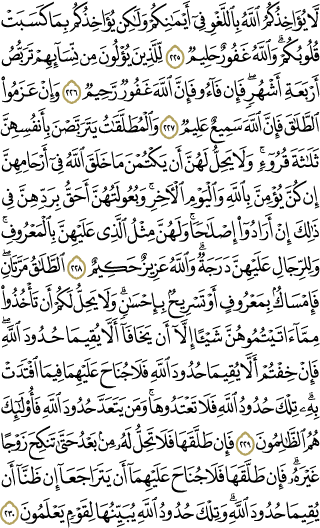 لَّا يُؤَاخِذُكُمُ ٱللَّهُ بِٱللَّغْوِ فِىٓ أَيْمَٰنِكُمْ وَلَٰكِن يُؤَاخِذُكُم بِمَا كَسَبَتْ
قُلُوبُكُمْ ۗ وَٱللَّهُ غَفُورٌ حَلِيمٌ ٢٢٥ لِّلَّذِينَ يُؤْلُونَ مِن نِّسَآئِهِمْ تَرَبُّصُ
أَرْبَعَةِ أَشْهُرٍ ۖ فَإِن فَآءُو فَإِنَّ ٱللَّهَ غَفُورٌ رَّحِيمٌ ٢٢٦ وَإِنْ عَزَمُوا۟
ٱلطَّلَٰقَ فَإِنَّ ٱللَّهَ سَمِيعٌ عَلِيمٌ ٢٢٧ وَٱلْمُطَلَّقَٰتُ يَتَرَبَّصْنَ بِأَنفُسِهِنَّ
ثَلَٰثَةَ قُرُوٓءٍ ۚ وَلَا يَحِلُّ لَهُنَّ أَن يَكْتُمْنَ مَا خَلَقَ ٱللَّهُ فِىٓ أَرْحَامِهِنَّ
إِن كُنَّ يُؤْمِنَّ بِٱللَّهِ وَٱلْيَوْمِ ٱلْءَاخِرِ ۚ وَبُعُولَتُهُنَّ أَحَقُّ بِرَدِّهِنَّ فِى
ذَٰلِكَ إِنْ أَرَادُوٓا۟ إِصْلَٰحًا ۚ وَلَهُنَّ مِثْلُ ٱلَّذِى عَلَيْهِنَّ بِٱلْمَعْرُوفِ ۚ
وَلِلرِّجَالِ عَلَيْهِنَّ دَرَجَةٌ ۗ وَٱللَّهُ عَزِيزٌ حَكِيمٌ ٢٢٨ ٱلطَّلَٰقُ مَرَّتَانِ ۖ
فَإِمْسَاكٌۢ بِمَعْرُوفٍ أَوْ تَسْرِيحٌۢ بِإِحْسَٰنٍ ۗ وَلَا يَحِلُّ لَكُمْ أَن تَأْخُذُوا۟
مِمَّآ ءَاتَيْتُمُوهُنَّ شَيْـًٔا إِلَّآ أَن يَخَافَآ أَلَّا يُقِيمَا حُدُودَ ٱللَّهِ ۖ
فَإِنْ خِفْتُمْ أَلَّا يُقِيمَا حُدُودَ ٱللَّهِ فَلَا جُنَاحَ عَلَيْهِمَا فِيمَا ٱفْتَدَتْ
بِهِۦ ۗ تِلْكَ حُدُودُ ٱللَّهِ فَلَا تَعْتَدُوهَا ۚ وَمَن يَتَعَدَّ حُدُودَ ٱللَّهِ فَأُو۟لَٰٓئِكَ
هُمُ ٱلظَّٰلِمُونَ ٢٢٩ فَإِن طَلَّقَهَا فَلَا تَحِلُّ لَهُۥ مِنۢ بَعْدُ حَتَّىٰ تَنكِحَ زَوْجًا
غَيْرَهُۥ ۗ فَإِن طَلَّقَهَا فَلَا جُنَاحَ عَلَيْهِمَآ أَن يَتَرَاجَعَآ إِن ظَنَّآ أَن
يُقِيمَا حُدُودَ ٱللَّهِ ۗ وَتِلْكَ حُدُودُ ٱللَّهِ يُبَيِّنُهَا لِقَوْمٍ يَعْلَمُونَ ٢٣٠